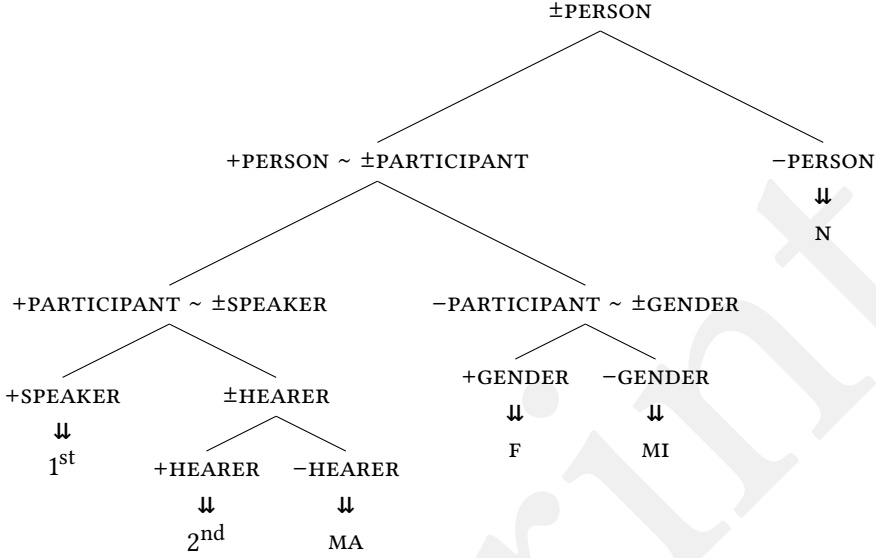 ±PERSON
+PERSON ~ ±PARTICIPANT −PERSON
⇊
N
+PARTICIPANT ~ ±SPEAKER −PARTICIPANT ~ ±GENDER
+SPEAKER ±HEARER +GENDER −GENDER
⇊ ⇊ ⇊
1st F MI
+HEARER −HEARER
⇊ ⇊
2nd MA